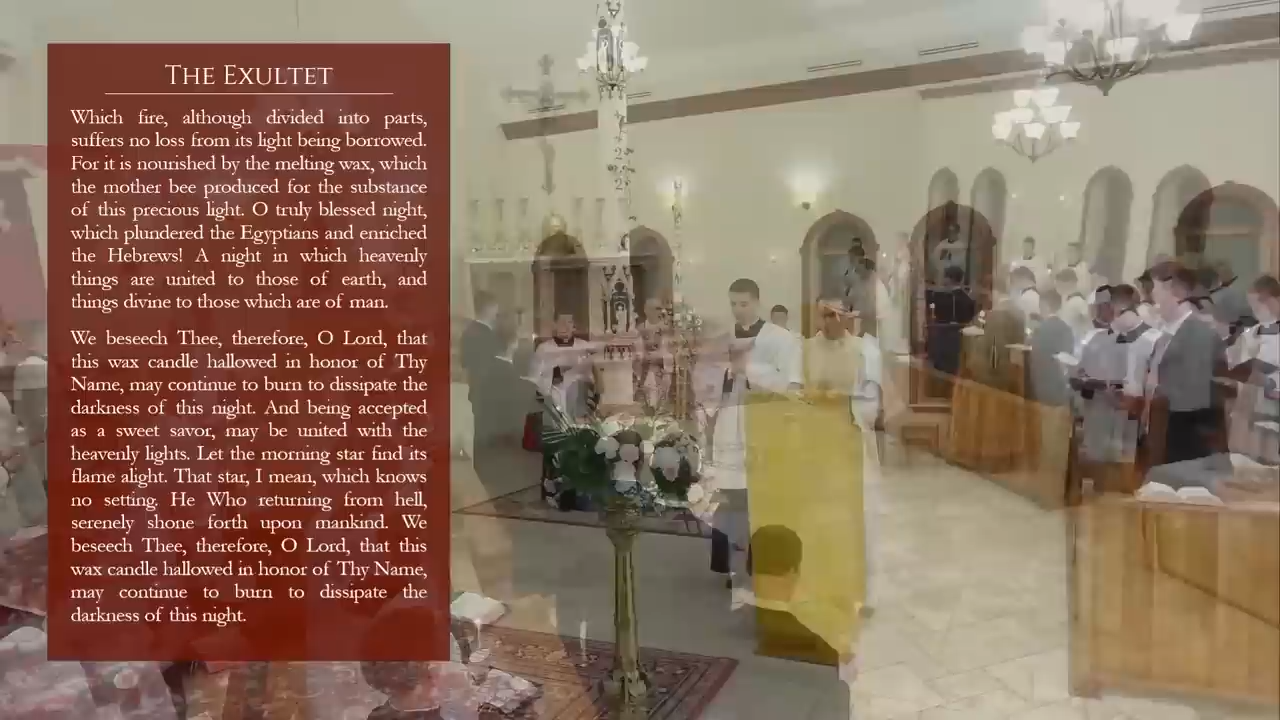 THE EXULTET
Which fire, although divided into parts,
suffers no loss from its light being borrowed.
For it is nourished by the melting wax, which
the mother bee produced for the substance
of this precious light. O truly blessed night,
which plundered the Egyptians and enriched
the Hebrews! A night in which heavenly
things are united to those of earth, and
things divine to those which are of man.
We beseech Thee, therefore, O Lord, that
this wax candle hallowed in honor of Thy
Name, may continue to burn to dissipate the
darkness of this night. And being accepted
as a sweet savor, may be united with the
heavenly lights. Let the morning star find its
flame alight. That star, I mean, which knows
no setting. He Who returning from hell,
serenely shone forth upon mankind. We
beseech Thee, therefore, O Lord, that this
wax candle hallowed in honor of Thy Name,
may continue to burn to dissipate the
darkness of this night.